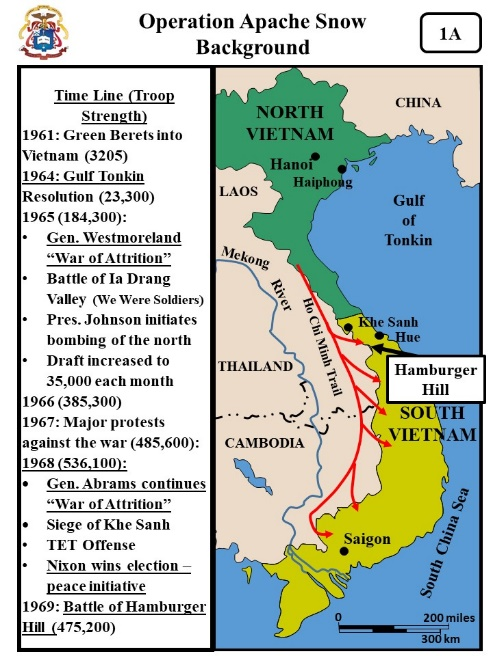 Operation Apache Snow
Background
1A
Time Line (Troop
Strength)
1961: Green Berets into
Vietnam (3205)
1964: Gulf Tonkin
Resolution (23,300)
1965 (184,300):
• Gen. Westmoreland
“War of Attrition”
• Battle of Ia Drang
Valley (We Were Soldiers)
• Pres. Johnson initiates
bombing of the north
• Draft increased to
35,000 each month
1966 (385,300)
1967: Major protests
against the war (485,600):
1968 (536,100):
• Gen. Abrams continues
“War of Attrition”
• Siege of Khe Sanh
• TET Offense
• Nixon wins election –
peace initiative
1969: Battle of Hamburger
Hill (475,200)
CHINA
NORTH
VIETNAM
Hanoi
Haiphong
LAOS
Gulf
of
Tonkin
Mekong
River
Ho Chi Minh Trail
Khe Sanh
Hue
Hamburger
Hill
THAILAND
SOUTH
VIETNAM
CAMBODIA
Saigon
South China Sea
0 200 miles
300 km